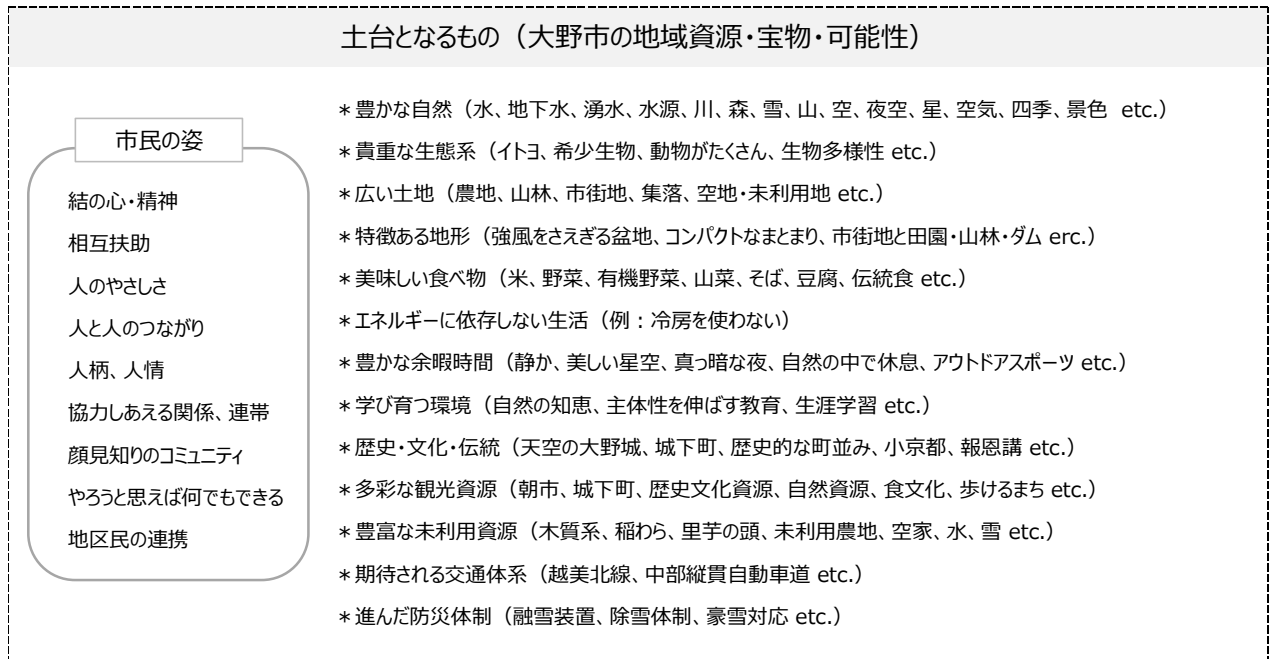 土台となるもの（大野市の地域資源・宝物・可能性）
市民の姿
結の心・精神
相互扶助
人のやさしさ
人と人のつながり
人柄、人情
協力しあえる関係、連帯
顔見知りのコミュニティ
やろうと思えば何でもできる
地区民の連携
＊豊かな自然（水、地下水、湧水、水源、川、森、雪、山、空、夜空、星、空気、四季、景色 etc.）
＊貴重な生態系（イトヨ、希少生物、動物がたくさん、生物多様性 etc.）
＊広い土地（農地、山林、市街地、集落、空地・未利用地 etc.）
＊特徴ある地形（強風をさえぎる盆地、コンパクトなまとまり、市街地と田園・山林・ダム erc.）
＊美味しい食べ物（米、野菜、有機野菜、山菜、そば、豆腐、伝統食 etc.）
＊エネルギーに依存しない生活（例：冷房を使わない）
＊豊かな余暇時間（静か、美しい星空、真っ暗な夜、自然の中で休息、アウトドアスポーツ etc.）
＊学び育つ環境（自然の知恵、主体性を伸ばす教育、生涯学習 etc.）
＊歴史・文化・伝統（天空の大野城、城下町、歴史的な町並み、小京都、報恩講 etc.）
＊多彩な観光資源（朝市、城下町、歴史文化資源、自然資源、食文化、歩けるまち etc.）
＊豊富な未利用資源（木質系、稲わら、里芋の頭、未利用農地、空家、水、雪 etc.）
＊期待される交通体系（越美北線、中部縦貫自動車道 etc.）
＊進んだ防災体制（融雪装置、除雪体制、豪雪対応 etc.）